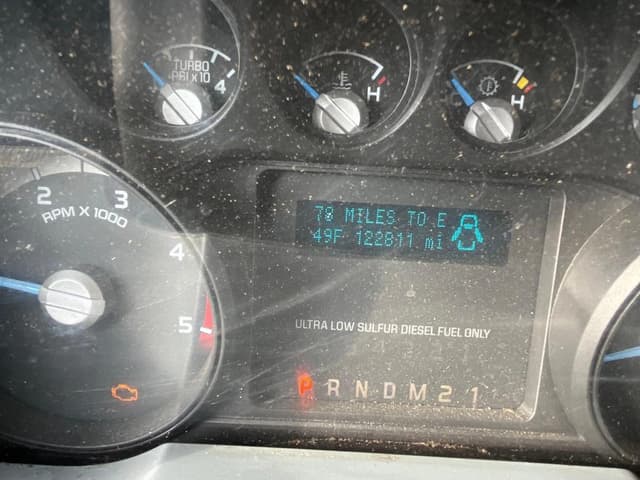 TURBO
PRI x 10
4
H
H
2 3
RPM X 1000
4
5
78 MILES TO E
49F 122811 mi
ULTRA LOW SULFUR DIESEL FUEL ONLY
P R N D M 2 1